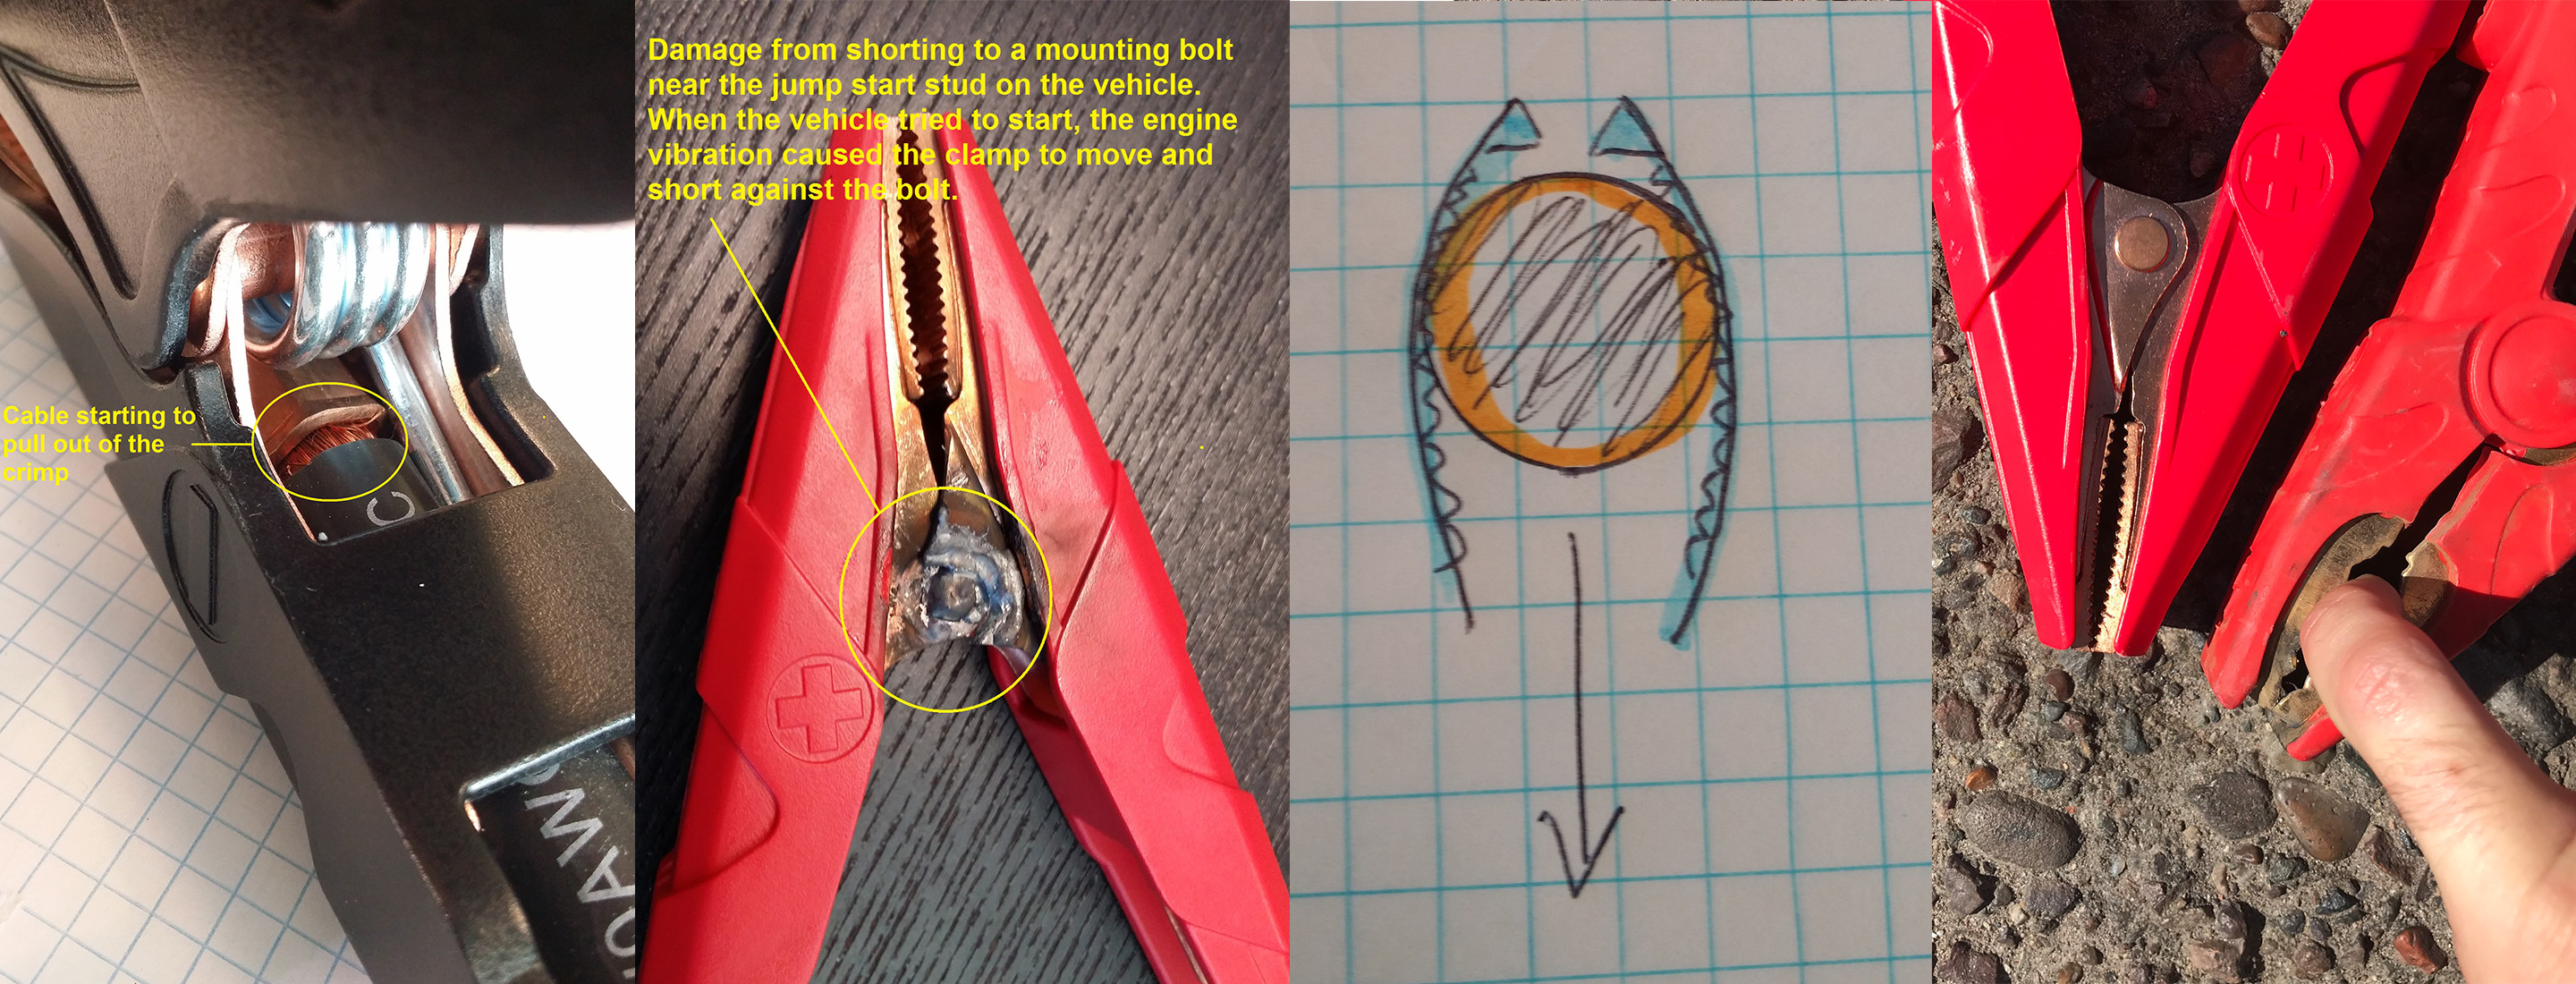 Cable starting to
pull out of the
crimp
C
0AWG
Damage from shorting to a mounting bolt
near the jump start stud on the vehicle.
When the vehicle tried to start, the engine
vibration caused the clamp to move and
short against the bolt.